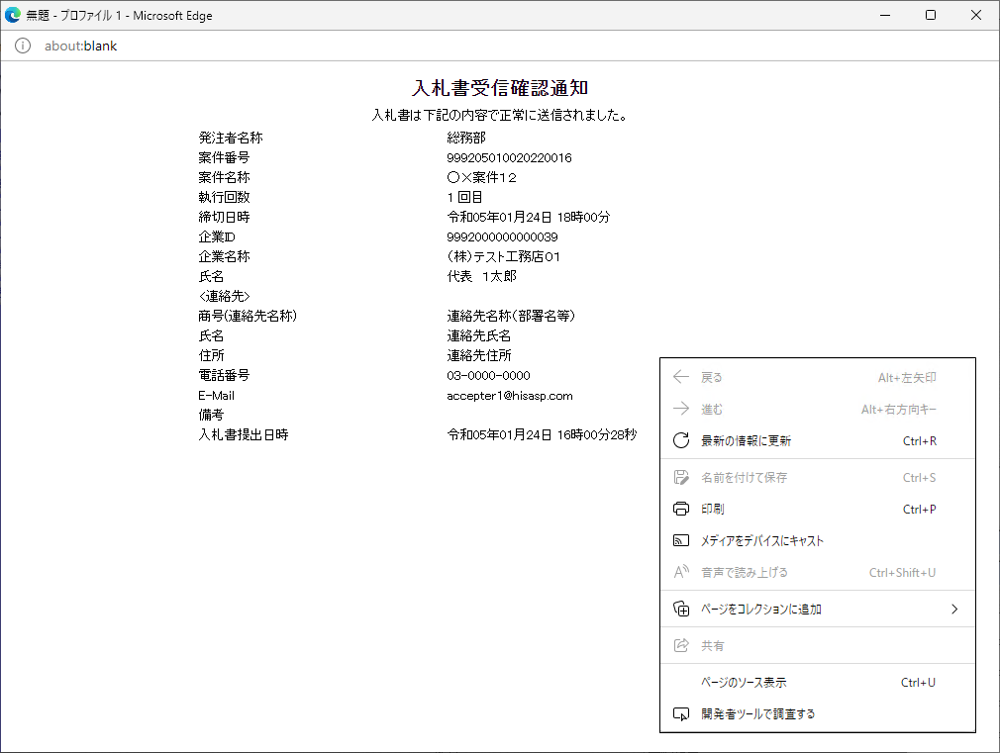 無題 - プロファイル 1 - Microsoft Edge
about:blank
入札書受信確認通知
入札書は下記の内容で正常に送信されました。
発注者名称 総務部
案件番号 999205010020220016
案件名称 〇×案件１２
執行回数 １回目
締切日時 令和05年01月24日 18時00分
企業ID 9992000000000039
企業名称 （株）テスト工務店０１
氏名 代表　１太郎
<連絡先>
商号(連絡先名称) 連絡先名称（部署名等）
氏名 連絡先氏名
住所 連絡先住所
電話番号 03-0000-0000
E-Mail accepter1@hisasp.com
備考
入札書提出日時 令和05年01月24日 16時00分28秒
戻る Alt+左矢印
進む Alt+右方向キー
最新の情報に更新 Ctrl+R
名前を付けて保存 Ctrl+S
印刷 Ctrl+P
メディアをデバイスにキャスト
音声で読み上げる Ctrl+Shift+U
ページをコレクションに追加
共有
ページのソース表示 Ctrl+U
開発者ツールで調査する